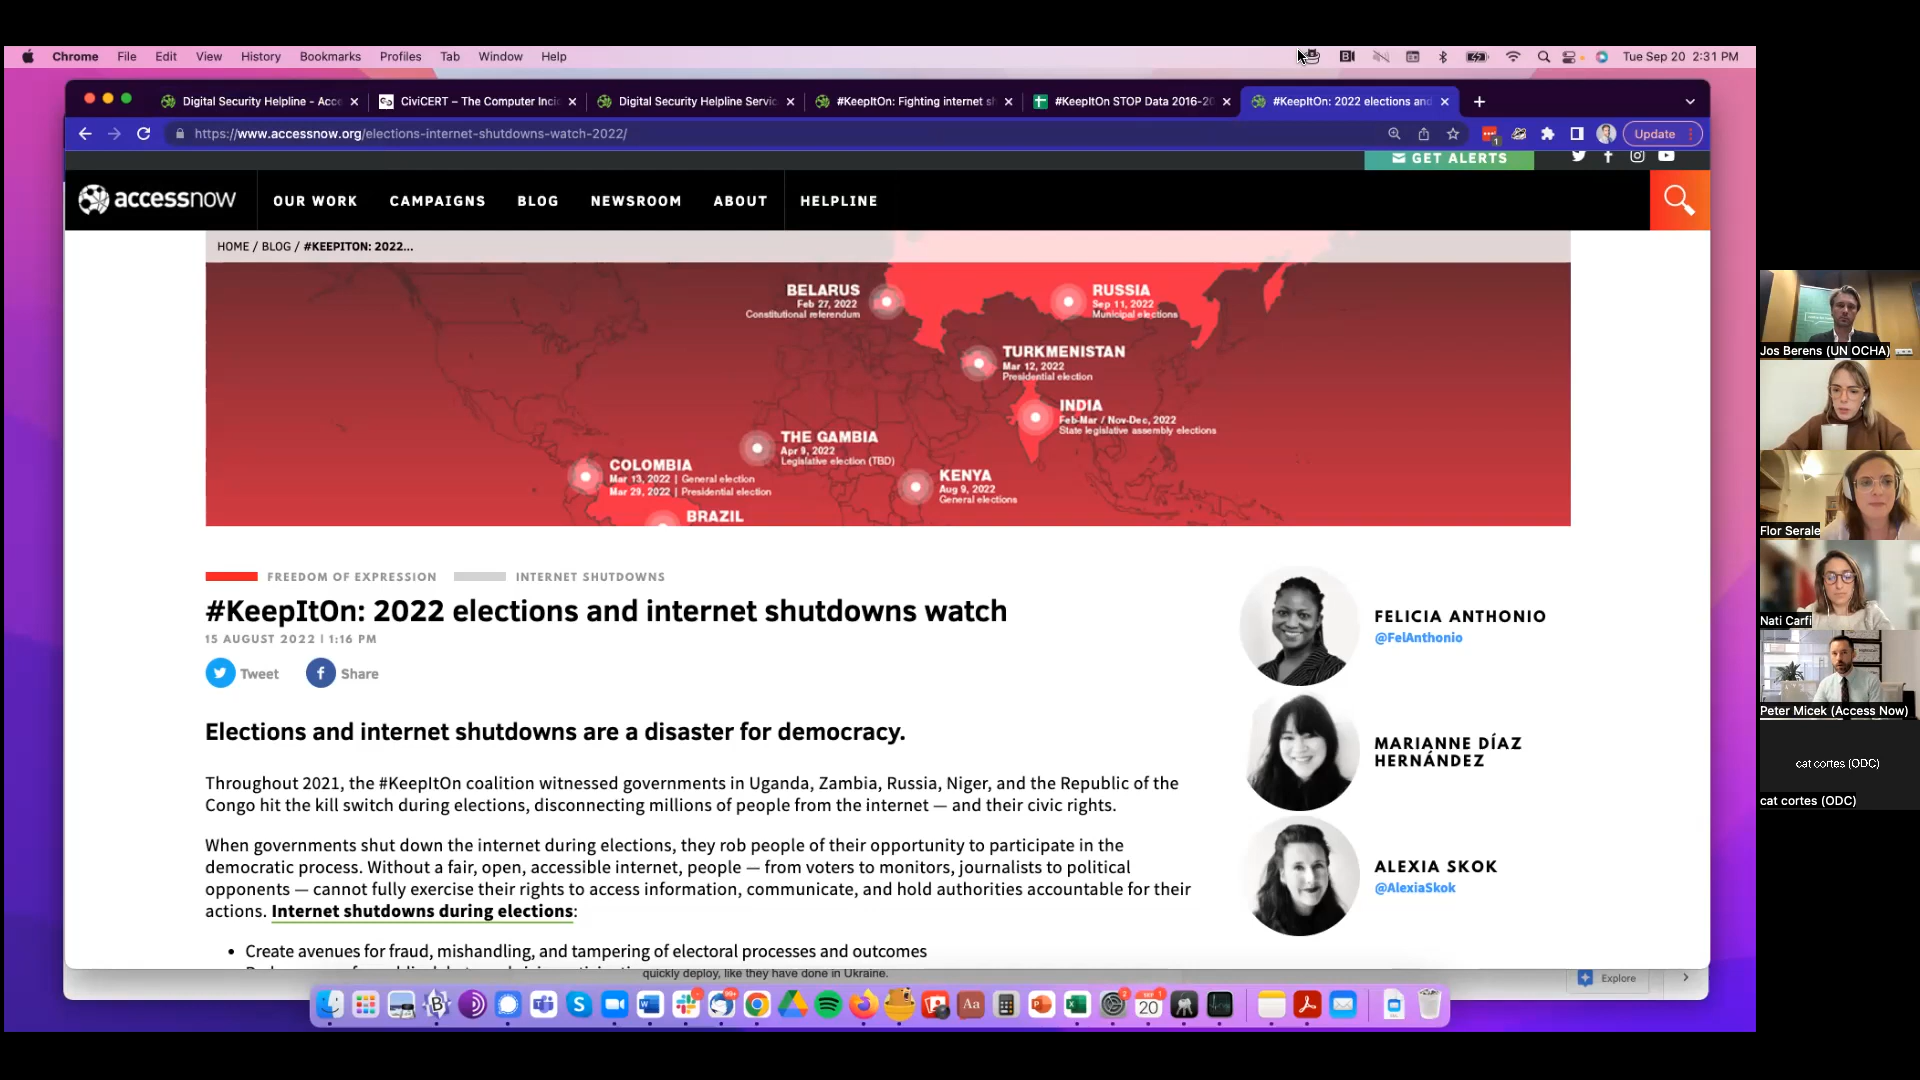 Chrome File Edit View History Bookmarks Profiles Tab Window Help
Tue Sep 20 2:31 PM
Digital Security Helpline - Acce
CiviCERT – The Computer Inci
Digital Security Helpline Servic
#KeepItOn: Fighting internet s
#KeepItOn STOP Data 2016-20
#KeepItOn: 2022 elections and
https://www.accessnow.org/elections-internet-shutdowns-watch-2022/
Update
GET ALERTS
accessnow
OUR WORK CAMPAIGNS BLOG NEWSROOM ABOUT HELPLINE
HOME / BLOG / #KEEPITON: 2022...
BELARUS
Feb 27, 2022
Constitutional referendum
RUSSIA
Sep 11, 2022
Municipal elections
TURKMENISTAN
Mar 12, 2022
Presidential election
INDIA
Feb-Mar / Nov-Dec, 2022
State legislative assembly elections
THE GAMBIA
Apr 9, 2022
Legislative election (TBD)
COLOMBIA
Mar 13, 2022 | General election
Mar 29, 2022 | Presidential election
KENYA
Aug 9, 2022
General elections
BRAZIL
FREEDOM OF EXPRESSION INTERNET SHUTDOWNS
#KeepItOn: 2022 elections and internet shutdowns watch
15 AUGUST 2022 | 1:16 PM
Tweet Share
Elections and internet shutdowns are a disaster for democracy.
Throughout 2021, the #KeepItOn coalition witnessed governments in Uganda, Zambia, Russia, Niger, and the Republic of the
Congo hit the kill switch during elections, disconnecting millions of people from the internet — and their civic rights.
When governments shut down the internet during elections, they rob people of their opportunity to participate in the
democratic process. Without a fair, open, accessible internet, people — from voters to monitors, journalists to political
opponents — cannot fully exercise their rights to access information, communicate, and hold authorities accountable for their
actions. Internet shutdowns during elections:
• Create avenues for fraud, mishandling, and tampering of electoral processes and outcomes
FELICIA ANTHONIO
@FelAnthonio
MARIANNE DÍAZ
HERNÁNDEZ
ALEXIA SKOK
@AlexiaSkok
quickly deploy, like they have done in Ukraine.
Explore
Jos Berens (UN OCHA)
Flor Serale
Nati Carfi
Peter Micek (Access Now)
cat cortes (ODC)
cat cortes (ODC)